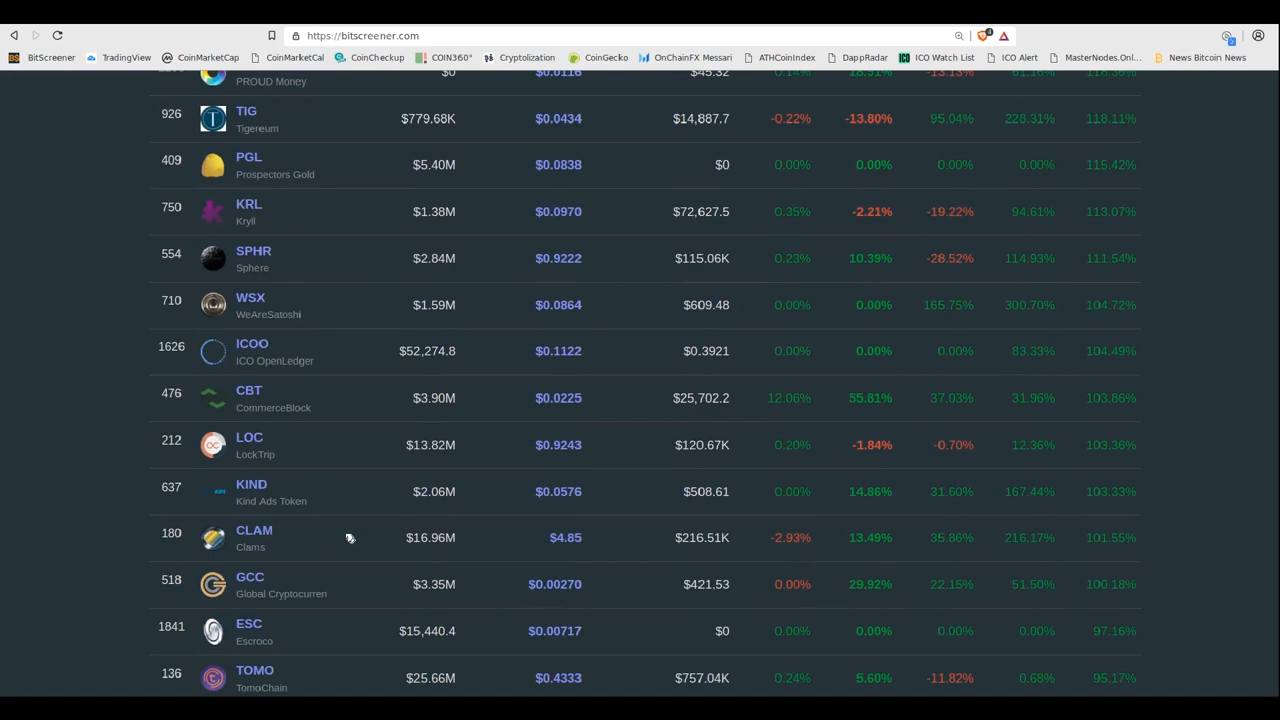 https://bitscreener.com
BitScreener TradingView CoinMarketCap CoinMarketCal COIN360° CoinCheckup Cryptolization CoinGecko OnChainFX Messari ATHCoinIndex DappRadar ICO Watch List ICO Alert MasterNodes.Onl... News Bitcoin News
$0 $0.0116 $45.32 0.14% 18.91% -13.13% 81.16% 118.36%
PROUD Money
926 TIG $779.68K $0.0434 $14,887.7 -0.22% -13.80% 95.04% 228.31% 118.11%
Tigereum
409 PGL $5.40M $0.0838 $0 0.00% 0.00% 0.00% 0.00% 115.42%
Prospectors Gold
750 KRL $1.38M $0.0970 $72,627.5 0.35% -2.21% -19.22% 94.61% 113.07%
Kryll
554 SPHR $2.84M $0.9222 $115.06K 0.23% 10.39% -28.52% 114.93% 111.54%
Sphere
710 WSX $1.59M $0.0864 $609.48 0.00% 0.00% 165.75% 300.70% 104.72%
WeAreSatoshi
1626 ICOO $52,274.8 $0.1122 $0.3921 0.00% 0.00% 0.00% 83.33% 104.49%
ICO OpenLedger
476 CBT $3.90M $0.0225 $25,702.2 12.06% 55.81% 37.03% 31.96% 103.86%
CommerceBlock
212 LOC $13.82M $0.9243 $120.67K 0.20% -1.84% -0.70% 12.36% 103.36%
LockTrip
637 KIND $2.06M $0.0576 $508.61 0.00% 14.86% 31.60% 167.44% 103.33%
Kind Ads Token
180 CLAM $16.96M $4.85 $216.51K -2.93% 13.49% 35.86% 216.17% 101.55%
Clams
518 GCC $3.35M $0.00270 $421.53 0.00% 29.92% 22.15% 51.50% 100.18%
Global Cryptocurren
1841 ESC $15,440.4 $0.00717 $0 0.00% 0.00% 0.00% 0.00% 97.16%
Escroco
136 TOMO $25.66M $0.4333 $757.04K 0.24% 5.60% -11.82% 0.68% 95.17%
TomoChain